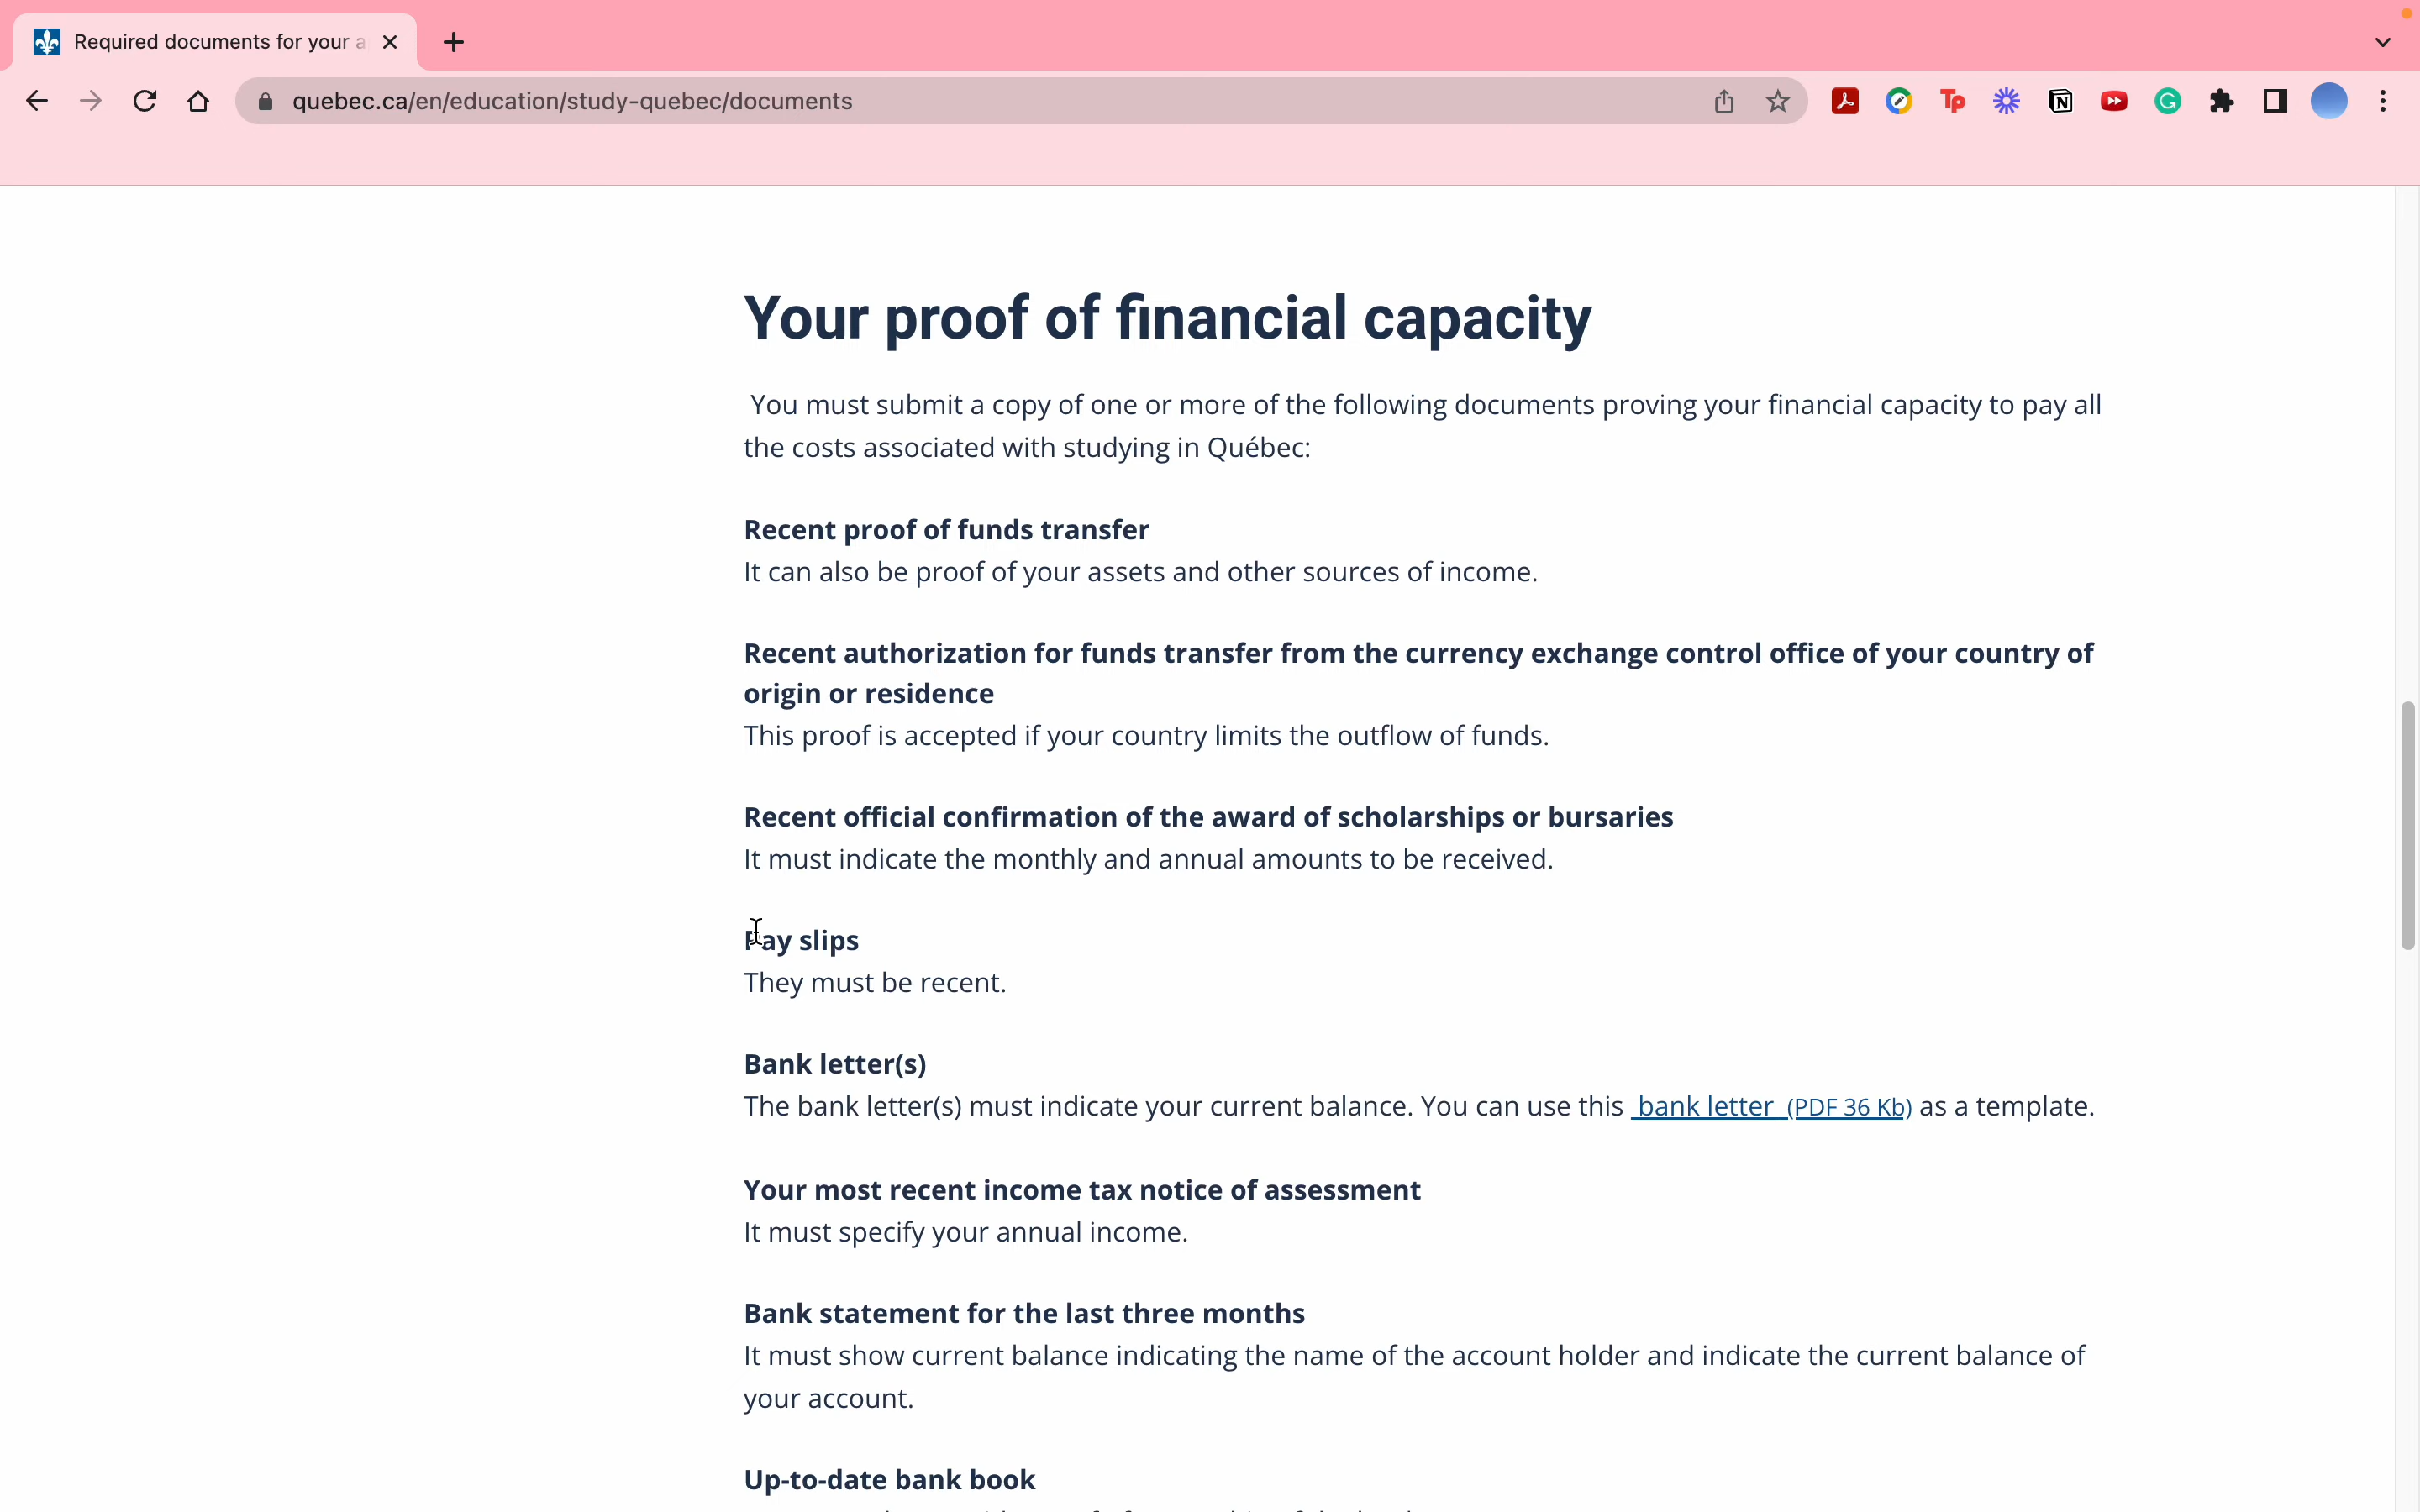 Required documents for your a
quebec.ca/en/education/study-quebec/documents
Your proof of financial capacity
You must submit a copy of one or more of the following documents proving your financial capacity to pay all
the costs associated with studying in Québec:
Recent proof of funds transfer
It can also be proof of your assets and other sources of income.
Recent authorization for funds transfer from the currency exchange control office of your country of
origin or residence
This proof is accepted if your country limits the outflow of funds.
Recent official confirmation of the award of scholarships or bursaries
It must indicate the monthly and annual amounts to be received.
Pay slips
They must be recent.
Bank letter(s)
The bank letter(s) must indicate your current balance. You can use this bank letter (PDF 36 Kb) as a template.
Your most recent income tax notice of assessment
It must specify your annual income.
Bank statement for the last three months
It must show current balance indicating the name of the account holder and indicate the current balance of
your account.
Up-to-date bank book